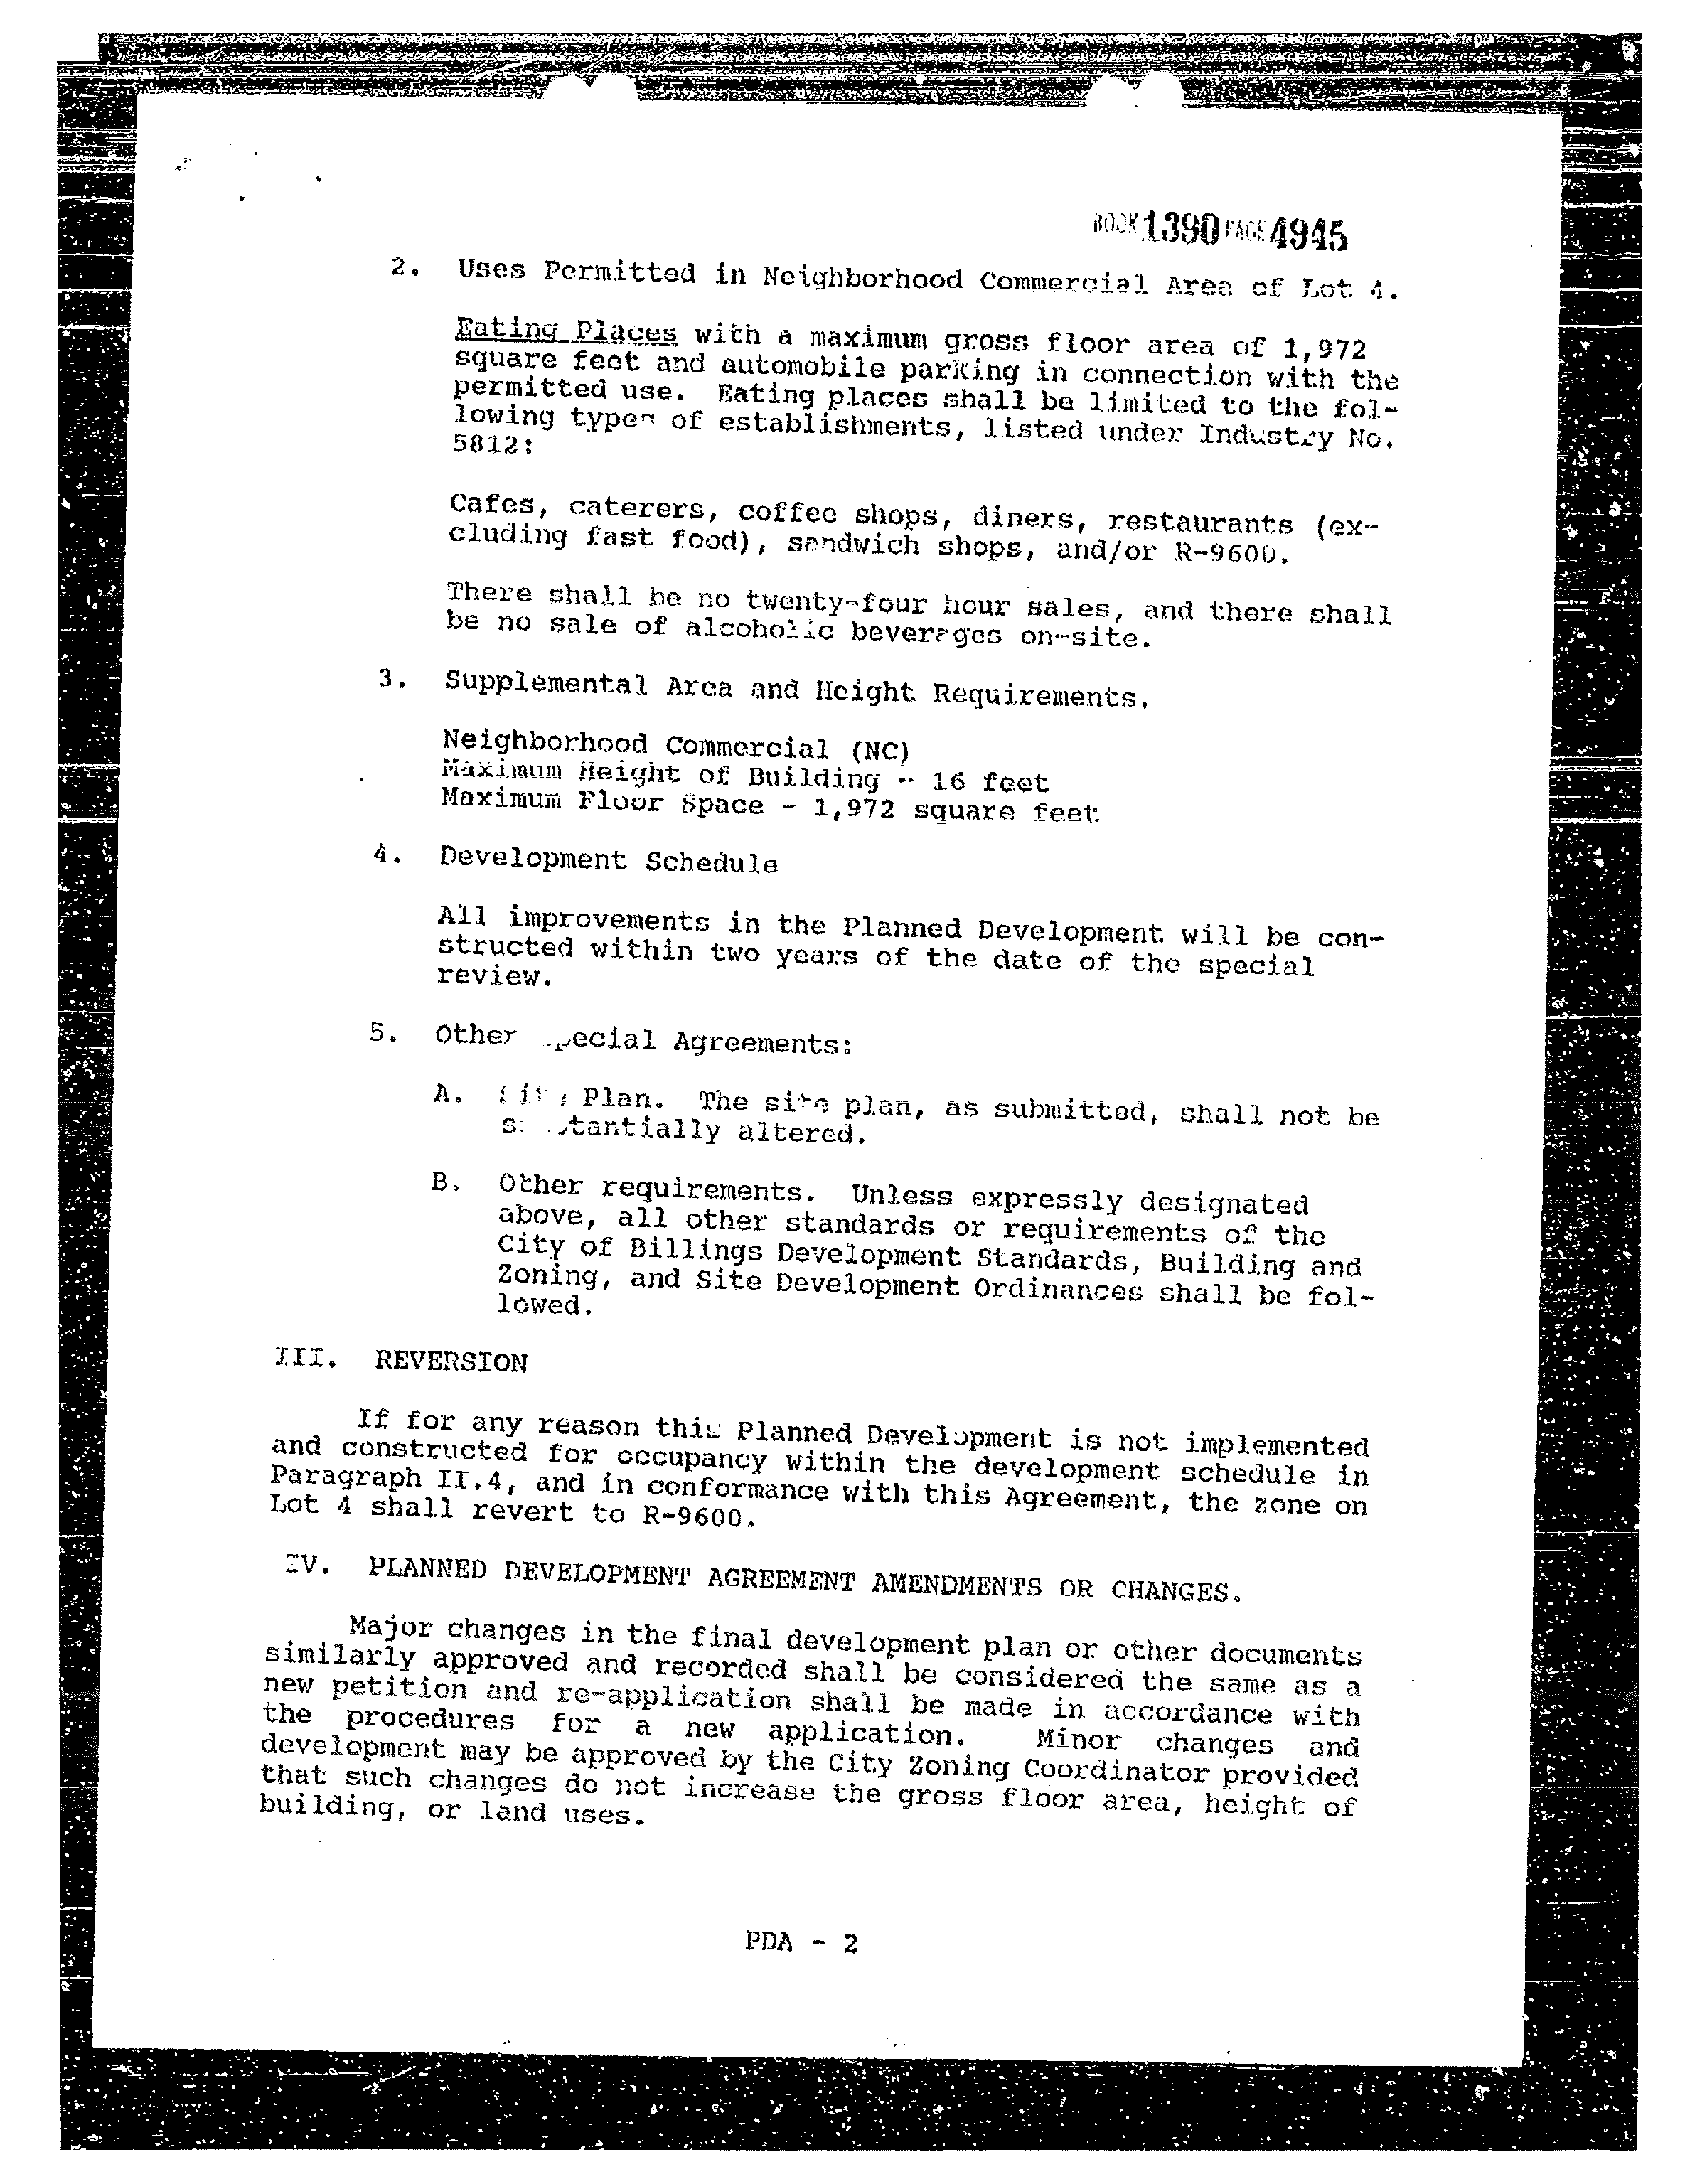 BOOK 1390 PAGE 4945
2. Uses Permitted in Neighborhood Commercial Area of Lot 4.
Eating Places with a maximum gross floor area of 1,972
square feet and automobile parking in connection with the
permitted use. Eating places shall be limited to the fol-
lowing types of establishments, listed under Industry No.
5812:
Cafes, caterers, coffee shops, diners, restaurants (ex-
cluding fast food), sandwich shops, and/or R-9600.
There shall be no twenty-four hour sales, and there shall
be no sale of alcoholic beverages on-site.
3. Supplemental Area and Height Requirements.
Neighborhood Commercial (NC)
Maximum Height of Building - 16 feet
Maximum Floor Space - 1,972 square feet
4. Development Schedule
All improvements in the Planned Development will be con-
structed within two years of the date of the special
review.
5. Other Special Agreements:
A. Site Plan. The site plan, as submitted, shall not be
substantially altered.
B. Other requirements. Unless expressly designated
above, all other standards or requirements of the
City of Billings Development Standards, Building and
Zoning, and Site Development Ordinances shall be fol-
lowed.
III. REVERSION
If for any reason this Planned Development is not implemented
and constructed for occupancy within the development schedule in
Paragraph II.4, and in conformance with this Agreement, the zone on
Lot 4 shall revert to R-9600.
IV. PLANNED DEVELOPMENT AGREEMENT AMENDMENTS OR CHANGES.
Major changes in the final development plan or other documents
similarly approved and recorded shall be considered the same as a
new petition and re-application shall be made in accordance with
the procedures for a new application. Minor changes and
development may be approved by the City Zoning Coordinator provided
that such changes do not increase the gross floor area, height of
building, or land uses.
PDA - 2